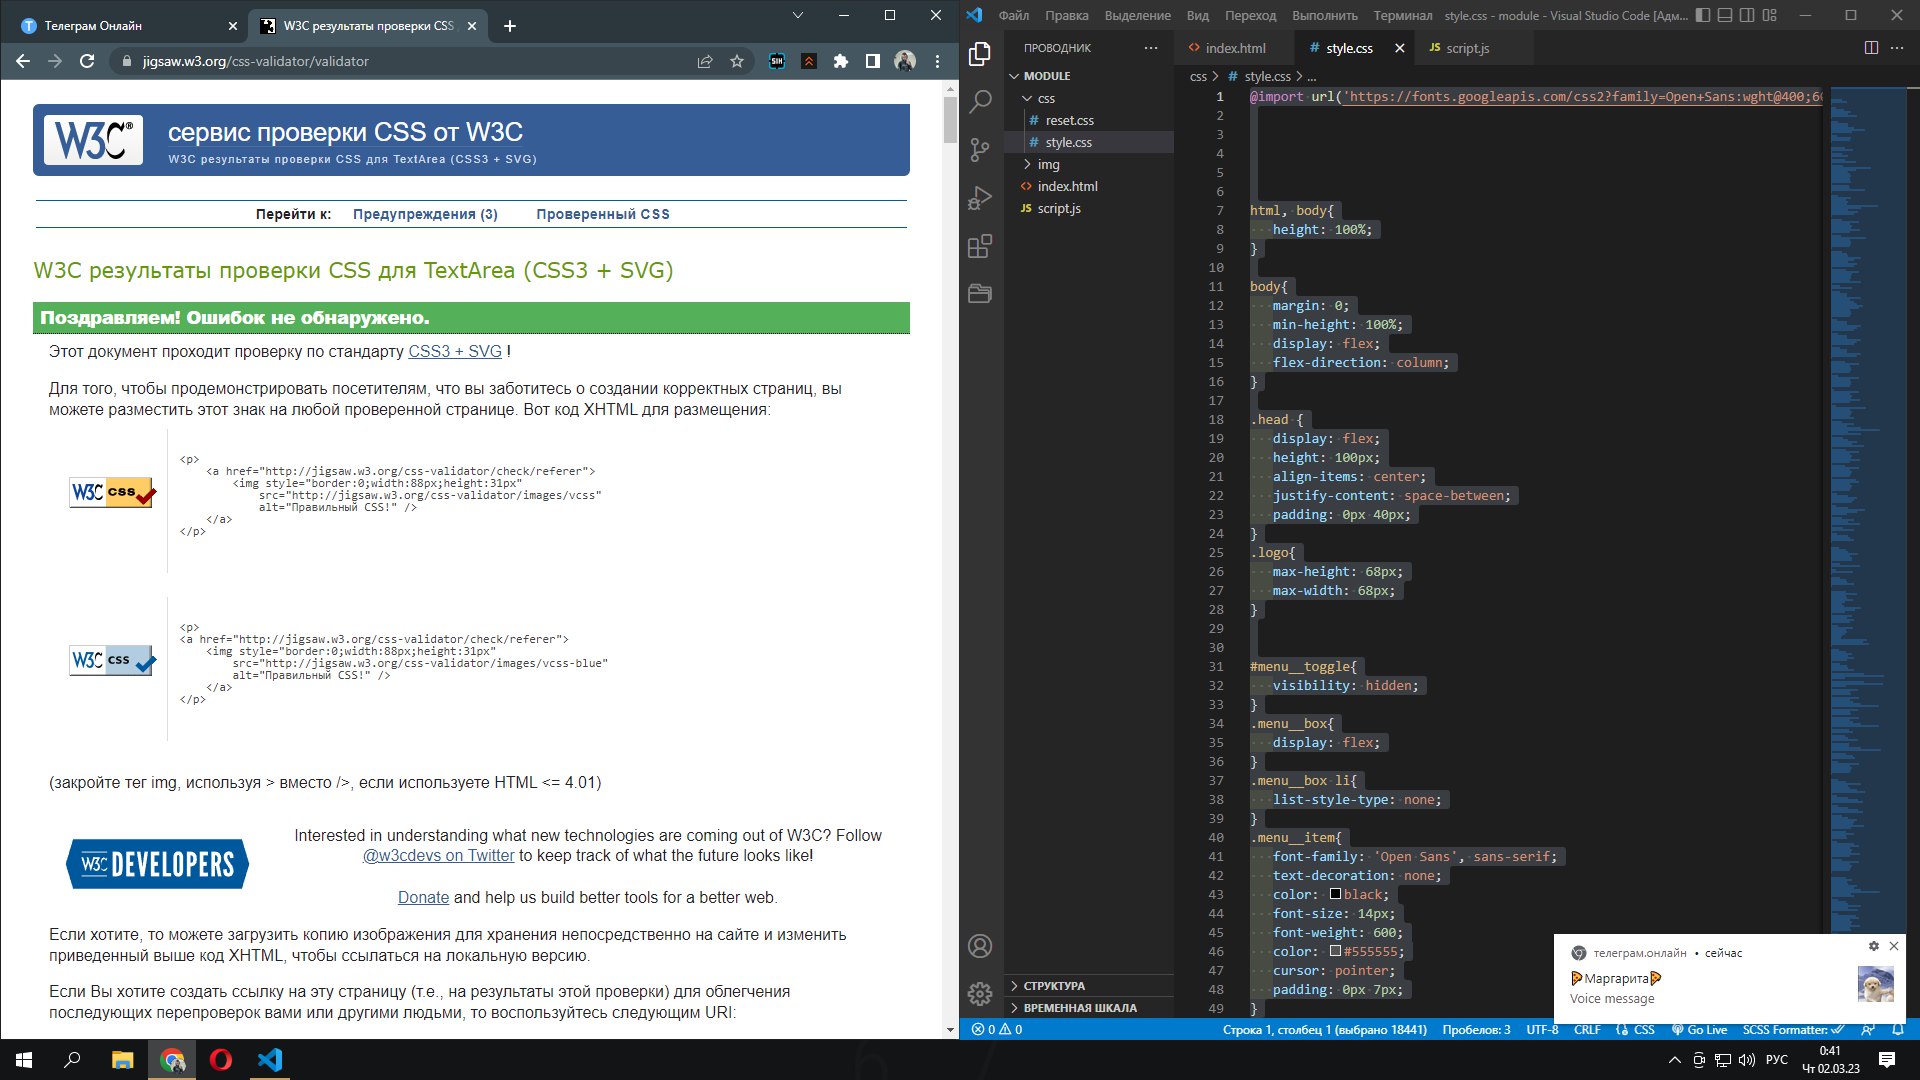 Телеграм Онлайн
W3C результаты проверки CSS
jigsaw.w3.org/css-validator/validator
W3C®
сервис проверки CSS от W3C
W3C результаты проверки CSS для TextArea (CSS3 + SVG)
Перейти к: Предупреждения (3) Проверенный CSS
W3C результаты проверки CSS для TextArea (CSS3 + SVG)
Поздравляем! Ошибок не обнаружено.
Этот документ проходит проверку по стандарту CSS3 + SVG !
Для того, чтобы продемонстрировать посетителям, что вы заботитесь о создании корректных страниц, вы
можете разместить этот знак на любой проверенной странице. Вот код XHTML для размещения:
W3C css
<p>
<a href="http://jigsaw.w3.org/css-validator/check/referer">
<img style="border:0;width:88px;height:31px"
src="http://jigsaw.w3.org/css-validator/images/vcss"
alt="Правильный CSS!" />
</a>
</p>
W3C css
<p>
<a href="http://jigsaw.w3.org/css-validator/check/referer">
<img style="border:0;width:88px;height:31px"
src="http://jigsaw.w3.org/css-validator/images/vcss-blue"
alt="Правильный CSS!" />
</a>
</p>
(закройте тег img, используя > вместо />, если используете HTML <= 4.01)
W3C DEVELOPERS
Interested in understanding what new technologies are coming out of W3C? Follow
@w3cdevs on Twitter to keep track of what the future looks like!
Donate and help us build better tools for a better web.
Если хотите, то можете загрузить копию изображения для хранения непосредственно на сайте и изменить
приведенный выше код XHTML, чтобы ссылаться на локальную версию.
Если Вы хотите создать ссылку на эту страницу (т.е., на результаты этой проверки) для облегчения
последующих перепроверок вами или другими людьми, то воспользуйтесь следующим URI:
Файл Правка Выделение Вид Переход Выполнить Терминал style.css - module - Visual Studio Code [Адм...
ПРОВОДНИК
MODULE
css
# reset.css
# style.css
img
<> index.html
JS script.js
СТРУКТУРА
ВРЕМЕННАЯ ШКАЛА
<> index.html # style.css JS script.js
css > # style.css > ...
1 @import url('https://fonts.googleapis.com/css2?family=Open+Sans:wght@400;60
2
3
4
5
6
7 html, body{
8 height: 100%;
9 }
10
11 body{
12 margin: 0;
13 min-height: 100%;
14 display: flex;
15 flex-direction: column;
16 }
17
18 .head {
19 display: flex;
20 height: 100px;
21 align-items: center;
22 justify-content: space-between;
23 padding: 0px 40px;
24 }
25 .logo{
26 max-height: 68px;
27 max-width: 68px;
28 }
29
30
31 #menu__toggle{
32 visibility: hidden;
33 }
34 .menu__box{
35 display: flex;
36 }
37 .menu__box li{
38 list-style-type: none;
39 }
40 .menu__item{
41 font-family: 'Open Sans', sans-serif;
42 text-decoration: none;
43 color: black;
44 font-size: 14px;
45 font-weight: 600;
46 color: #555555;
47 cursor: pointer;
48 padding: 0px 7px;
49 }
телеграм.онлайн • сейчас
🍕Маргарита🍕
Voice message
0 0 Строка 1, столбец 1 (выбрано 18441) Пробелов: 3 UTF-8 CRLF CSS Go Live SCSS Formatter:
РУС
0:41
Чт 02.03.23